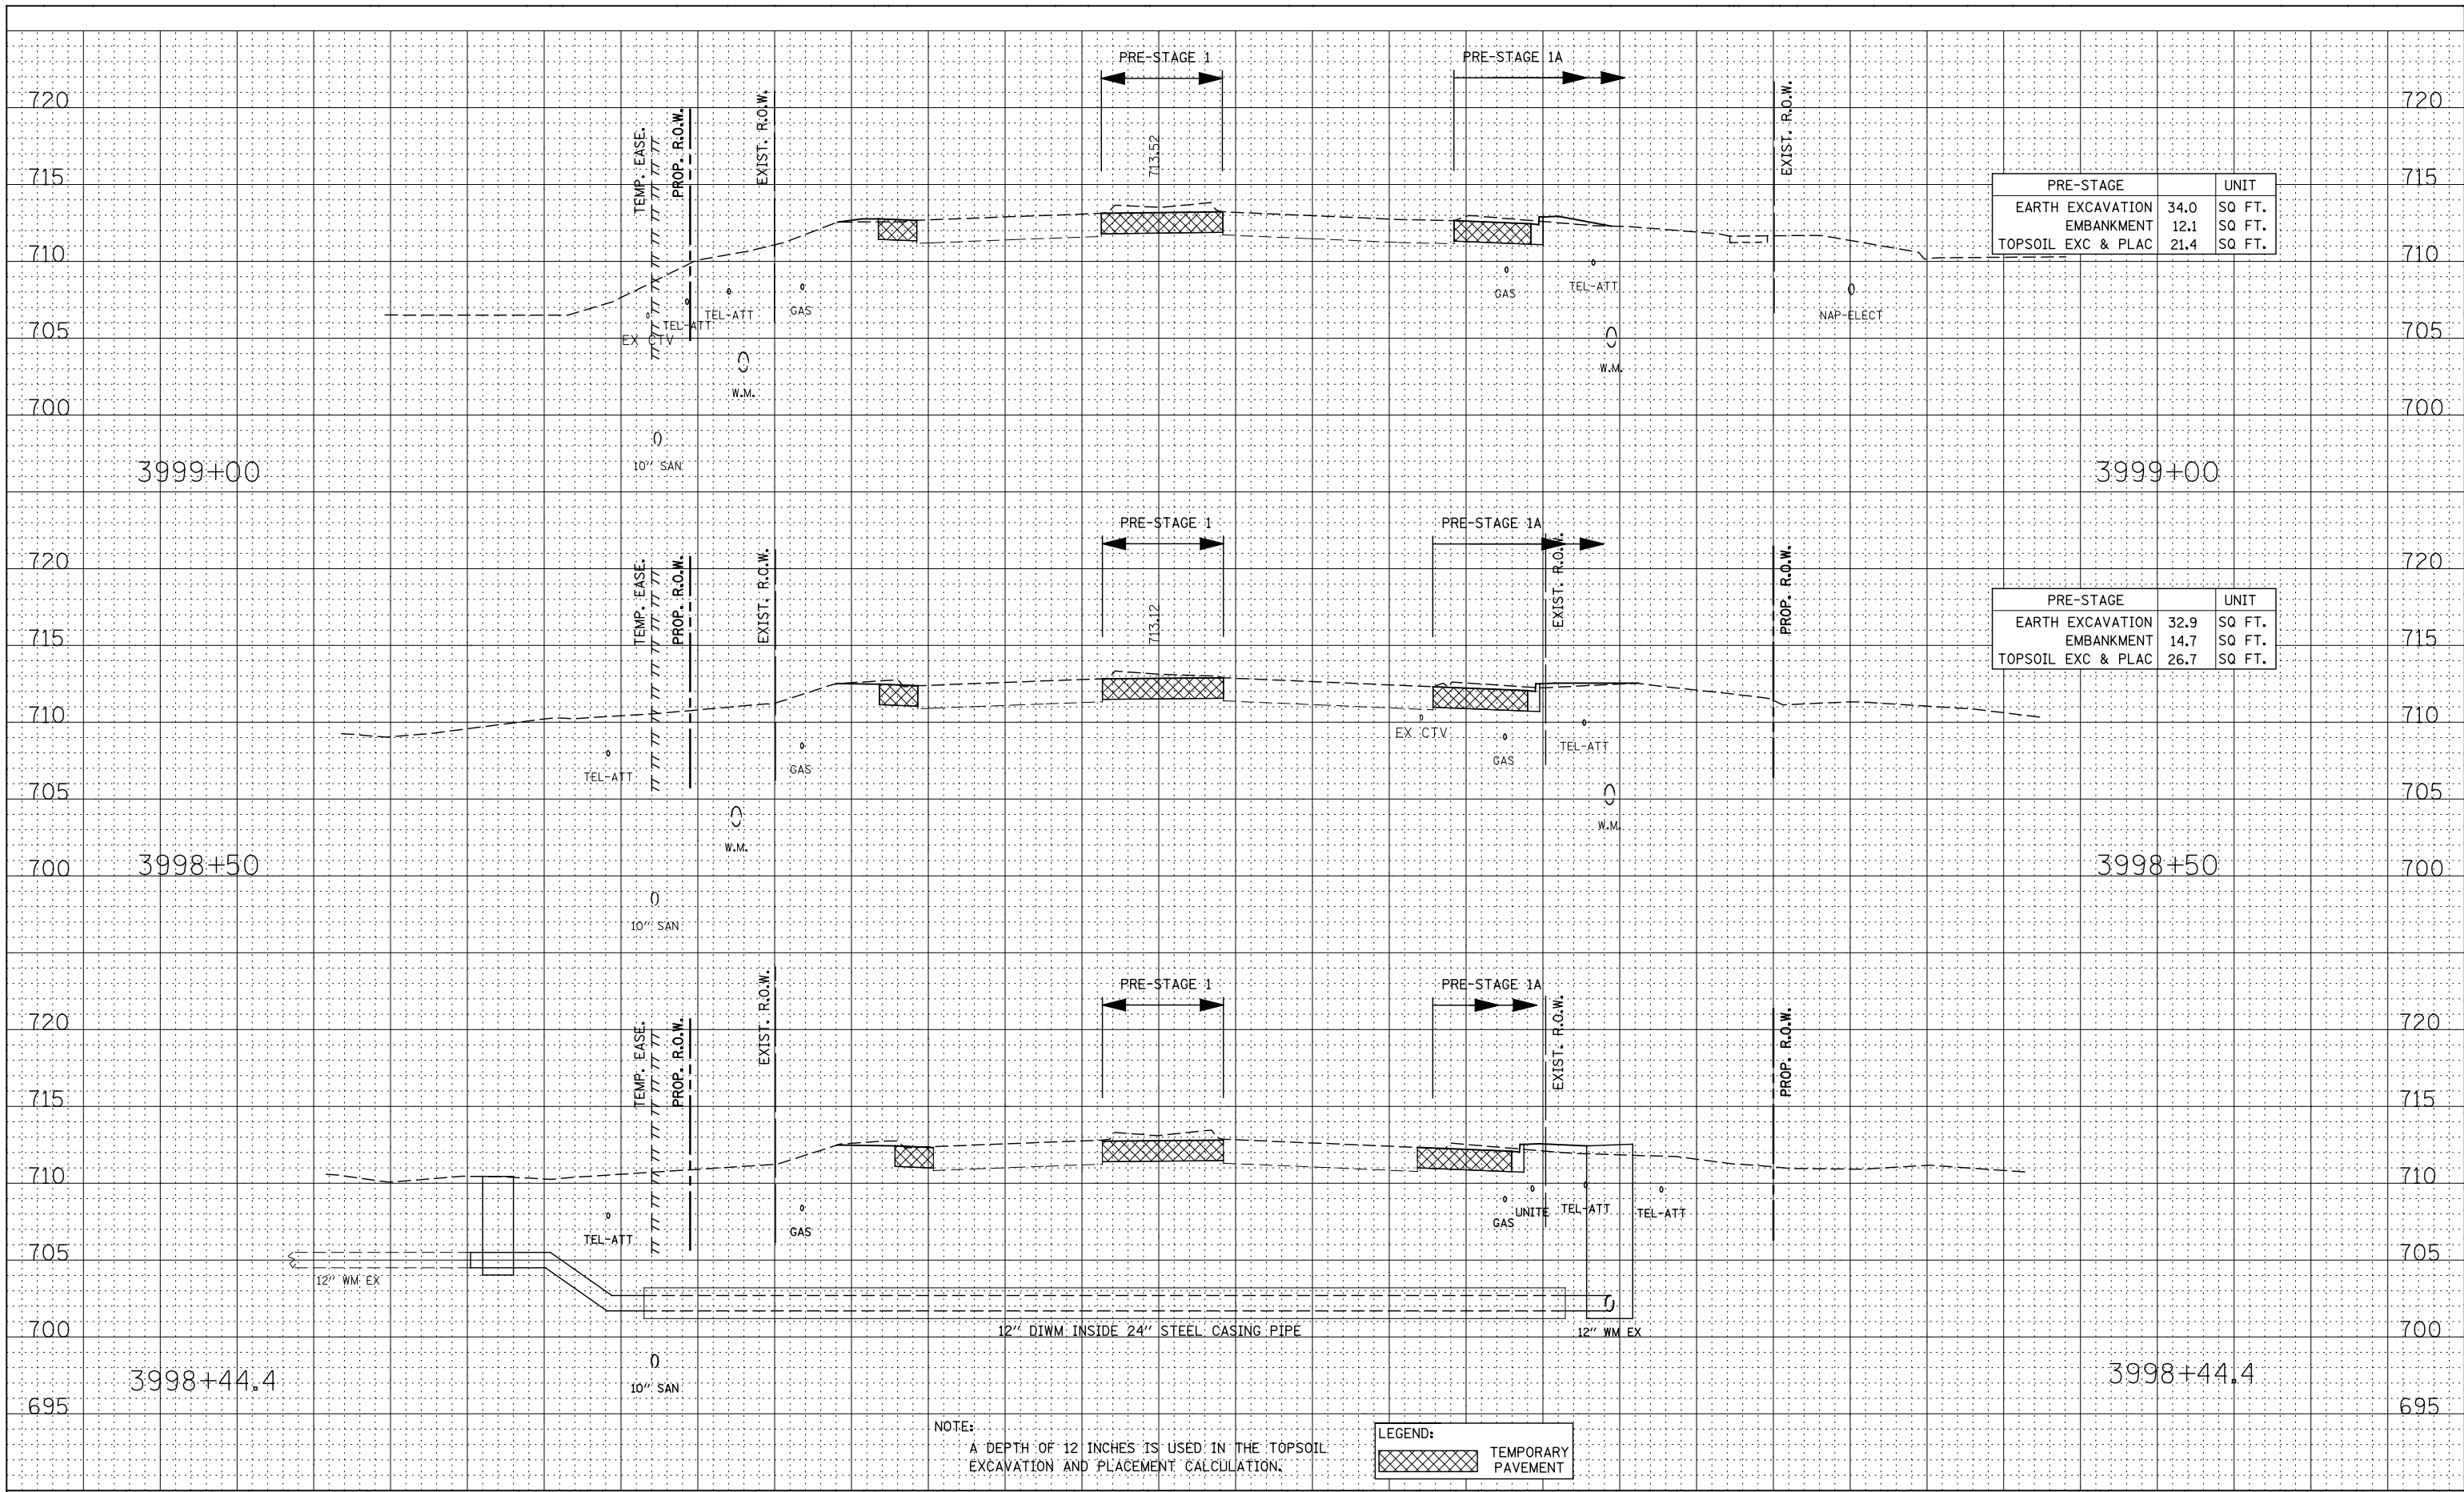 PRE-STAGE 1
PRE-STAGE 1A
720
720
TEMP. EASE.
PROP. R.O.W.
EXIST. R.O.W.
713.52
EXIST. R.O.W.
715
715
PRE-STAGE UNIT
EARTH EXCAVATION 34.0 SQ FT.
EMBANKMENT 12.1 SQ FT.
TOPSOIL EXC & PLAC 21.4 SQ FT.
710
710
GAS
TEL-ATT
TEL-ATT
TEL-ATT
GAS
NAP-ELECT
705
705
EX CTV
W.M.
W.M.
700
700
10" SAN
3999+00
3999+00
PRE-STAGE 1
PRE-STAGE 1A
720
720
TEMP. EASE.
PROP. R.O.W.
EXIST. R.O.W.
713.12
EXIST. R.O.W.
PROP. R.O.W.
PRE-STAGE UNIT
EARTH EXCAVATION 32.9 SQ FT.
EMBANKMENT 14.7 SQ FT.
TOPSOIL EXC & PLAC 26.7 SQ FT.
715
715
710
710
EX CTV
TEL-ATT
GAS
TEL-ATT
GAS
705
705
W.M.
W.M.
3998+50
3998+50
700
700
10" SAN
PRE-STAGE 1
PRE-STAGE 1A
720
720
TEMP. EASE.
PROP. R.O.W.
EXIST. R.O.W.
EXIST. R.O.W.
PROP. R.O.W.
715
715
710
710
TEL-ATT
GAS
GAS
UNITE
TEL-ATT
TEL-ATT
705
705
12" WM EX
700
700
12" DIWM INSIDE 24" STEEL CASING PIPE
12" WM EX
3998+44.4
3998+44.4
10" SAN
695
695
NOTE:
A DEPTH OF 12 INCHES IS USED IN THE TOPSOIL
EXCAVATION AND PLACEMENT CALCULATION.
LEGEND:
TEMPORARY
PAVEMENT